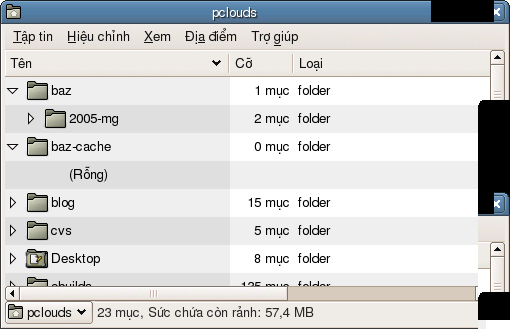 pclouds
Tập tin Hiệu chỉnh Xem Địa điểm Trợ giúp
Tên Cỡ Loại
baz 1 mục folder
2005-mg 2 mục folder
baz-cache 0 mục folder
(Rỗng)
blog 15 mục folder
cvs 5 mục folder
Desktop 8 mục folder
folder
pclouds 23 mục, Sức chứa còn rảnh: 57,4 MB